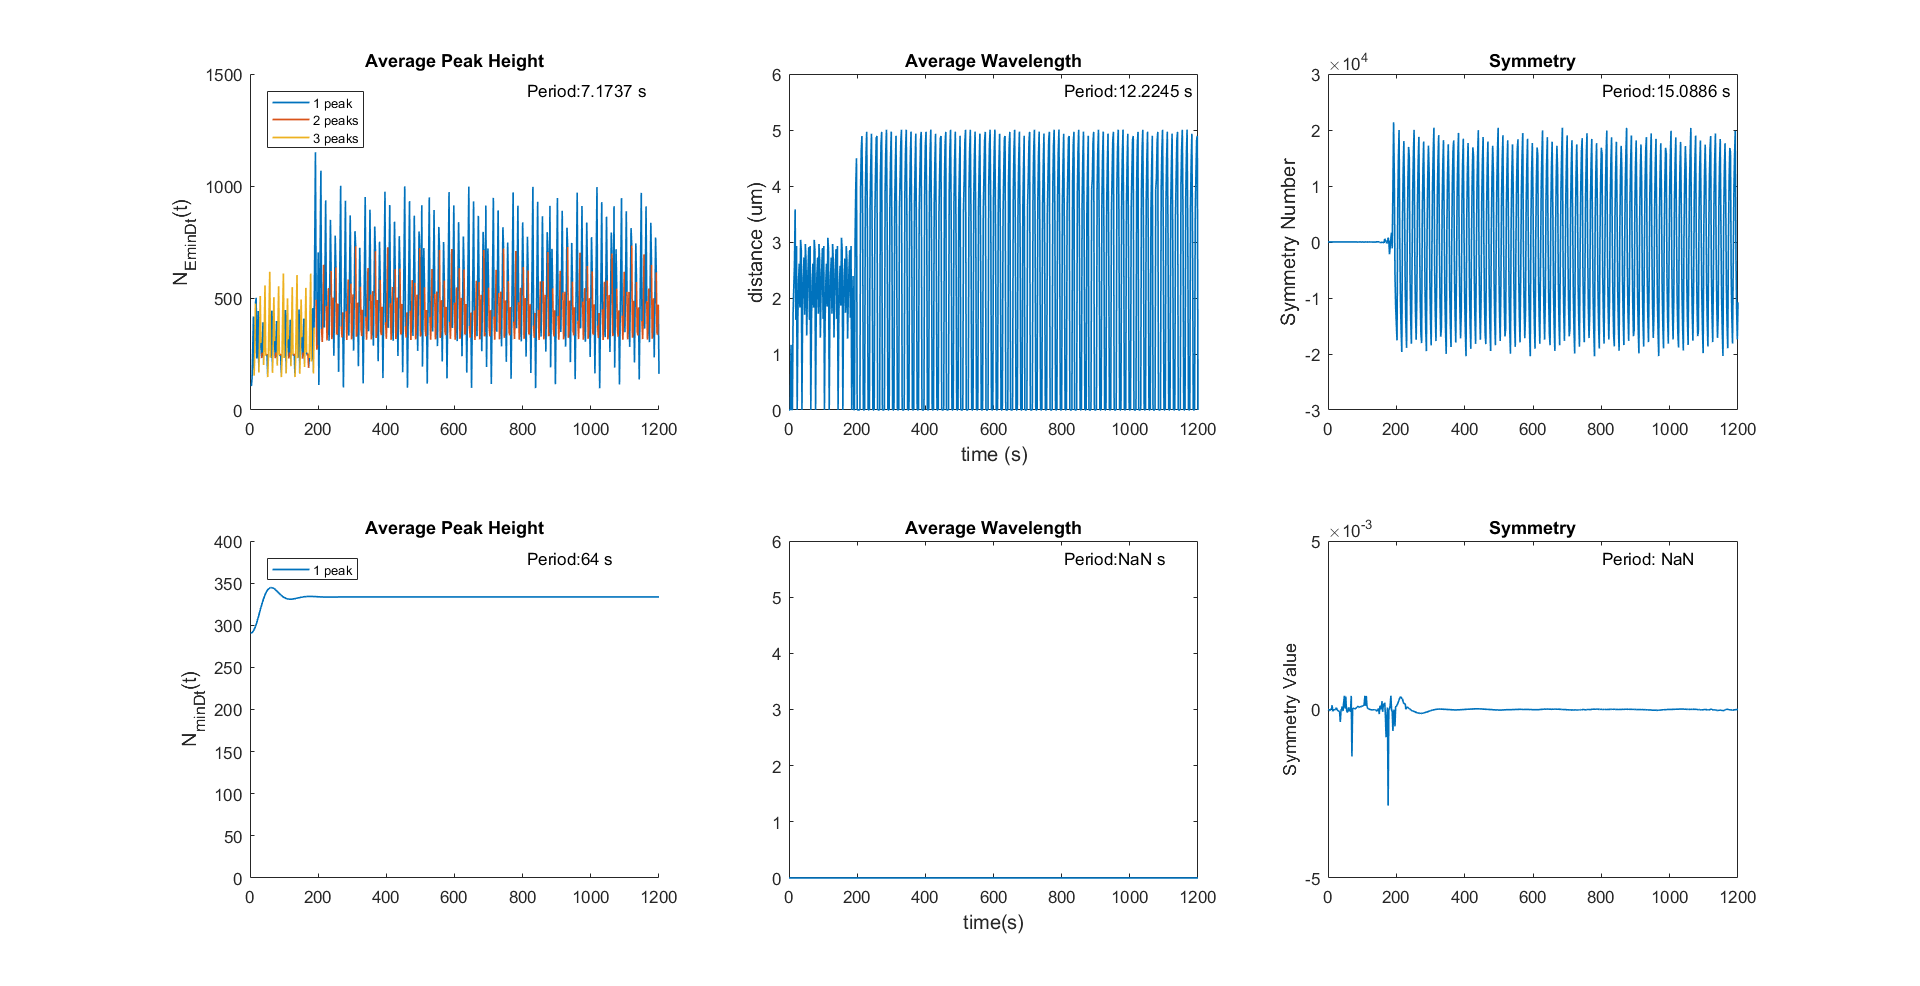 Average Peak Height
Period:7.1737 s
1 peak
2 peaks
3 peaks
1500
1000
500
0
0 200 400 600 800 1000 1200
N_EminDt(t)
Average Wavelength
Period:12.2245 s
6
5
4
3
2
1
0
0 200 400 600 800 1000 1200
distance (um)
time (s)
Symmetry
×10^4
Period:15.0886 s
3
2
1
0
-1
-2
-3
0 200 400 600 800 1000 1200
Symmetry Number
Average Peak Height
Period:64 s
1 peak
400
350
300
250
200
150
100
50
0
0 200 400 600 800 1000 1200
N_minDt(t)
Average Wavelength
Period:NaN s
6
5
4
3
2
1
0
0 200 400 600 800 1000 1200
time(s)
Symmetry
×10^-3
Period: NaN
5
0
-5
0 200 400 600 800 1000 1200
Symmetry Value